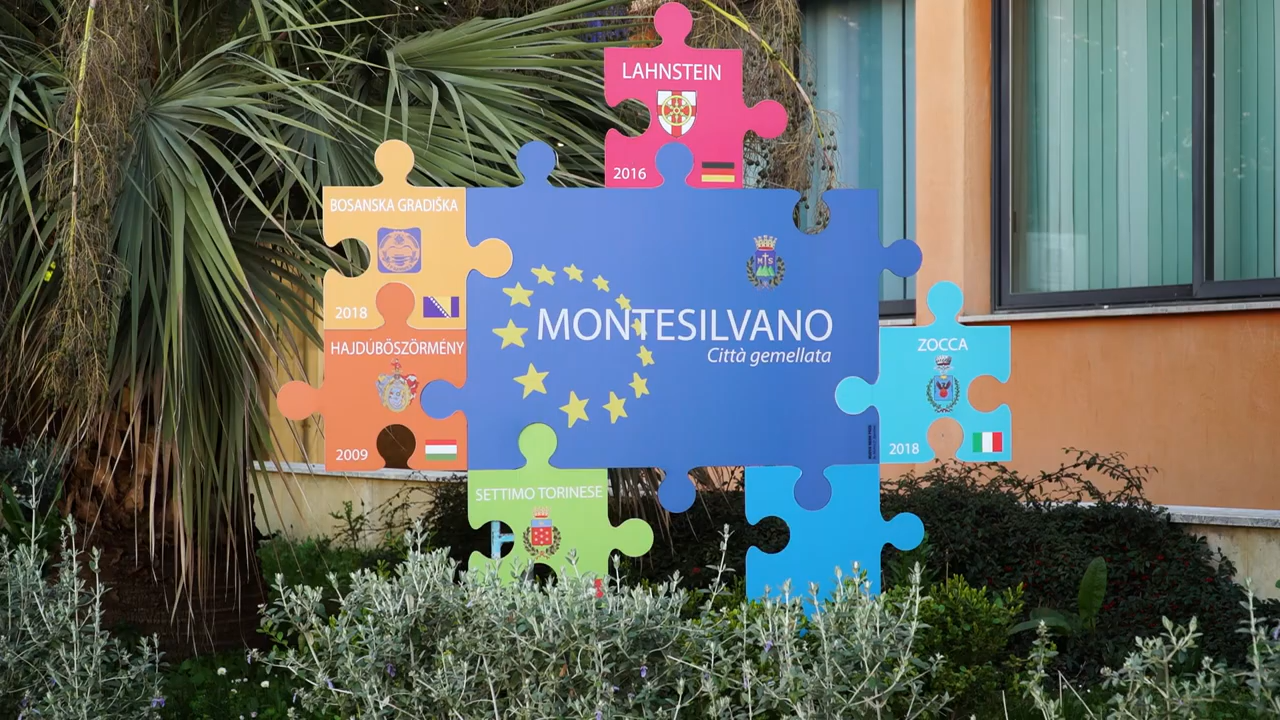 LAHNSTEIN
2016
BOSANSKA GRADIŠKA
2018
HAJDÚBÖSZÖRMÉNY
2009
MONTESILVANO
Città gemellata
ZOCCA
2018
SETTIMO TORINESE